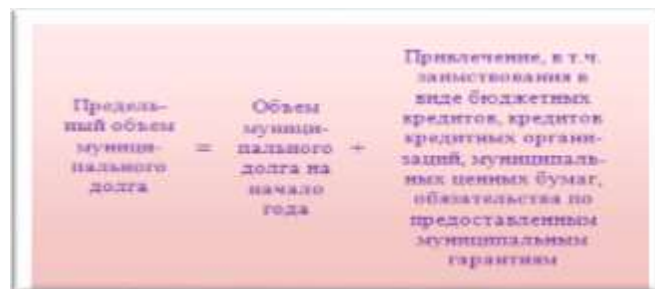 Предель-
ный объем
муници-
пального
долга
=
Объем
муници-
пального
долга на
начало
года
+
Привлечение, в т.ч.
заимствования в
виде бюджетных
кредитов, кредитов
кредитных органи-
заций, муниципаль-
ных ценных бумаг,
обязательства по
предоставленным
муниципальным
гарантиям